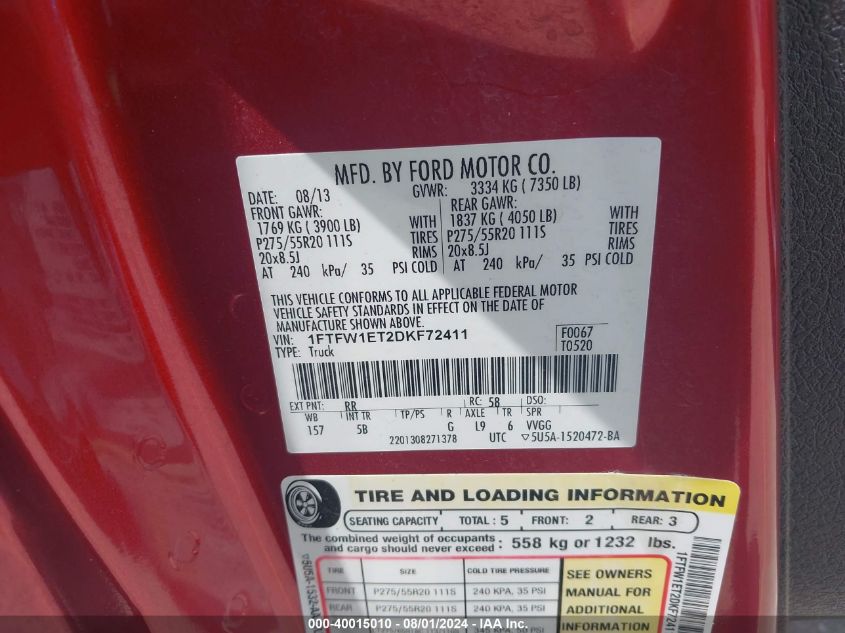 MFD. BY FORD MOTOR CO.
DATE: 08/13 GVWR: 3334 KG ( 7350 LB)
FRONT GAWR: REAR GAWR:
1769 KG ( 3900 LB) WITH 1837 KG ( 4050 LB) WITH
P275/55R20 111S TIRES P275/55R20 111S TIRES
20x8.5J RIMS 20x8.5J RIMS
AT 240 kPa/ 35 PSI COLD AT 240 kPa/ 35 PSI COLD
THIS VEHICLE CONFORMS TO ALL APPLICABLE FEDERAL MOTOR
VEHICLE SAFETY STANDARDS IN EFFECT ON THE DATE OF
MANUFACTURE SHOWN ABOVE.
VIN: 1FTFW1ET2DKF72411 F0067
TYPE: Truck T0520
EXT PNT: RR RC: 58 DSO:
WB INT TR TP/PS R AXLE TR SPR
157 5B G L9 6 VVGG
2201308271378 UTC ▽5U5A-1520472-BA
TIRE AND LOADING INFORMATION
SEATING CAPACITY TOTAL : 5 FRONT: 2 REAR: 3
The combined weight of occupants
and cargo should never exceed : 558 kg or 1232 lbs.
TIRE SIZE COLD TIRE PRESSURE
FRONT P275/55R20 111S 240 KPA, 35 PSI
REAR P275/55R20 111S 240 KPA, 35 PSI
SEE OWNERS
MANUAL FOR
ADDITIONAL
INFORMATION
1FTFW1ET2DKF7241
000-40015010 - 08/01/2024 - IAA Inc.